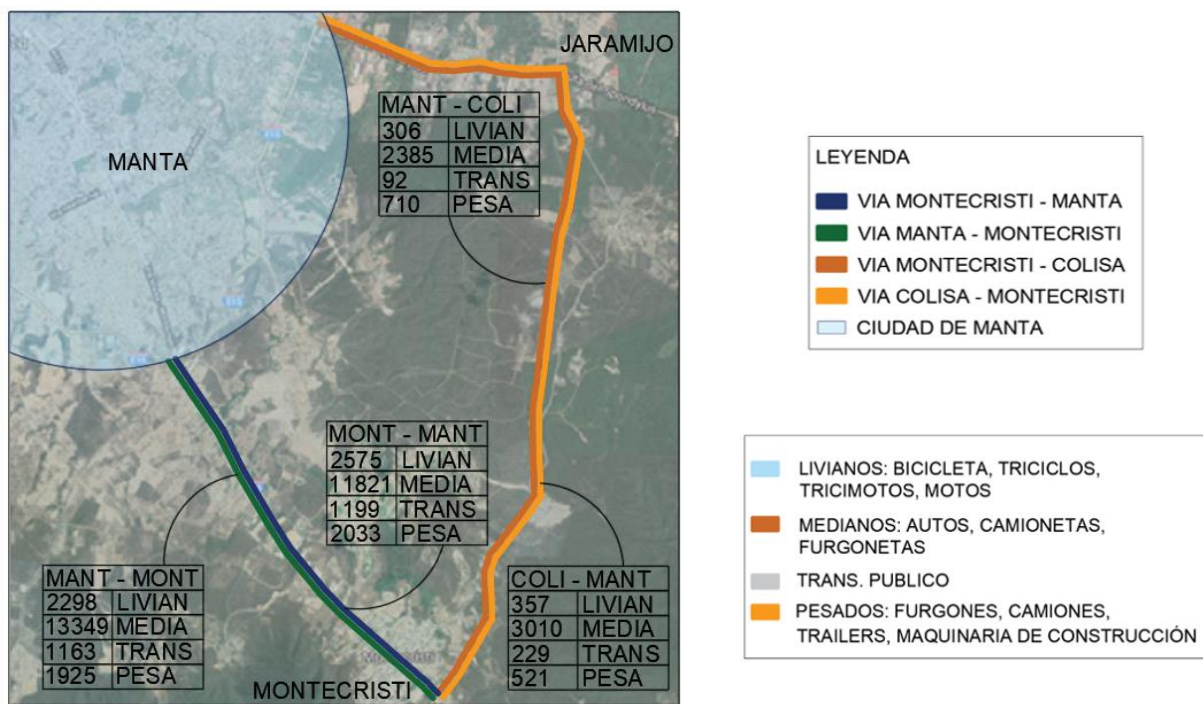 JARAMIJO
MANTA
MANT - COLI
306 LIVIAN
2385 MEDIA
92 TRANS
710 PESA
MONT - MANT
2575 LIVIAN
11821 MEDIA
1199 TRANS
2033 PESA
MANT - MONT
2298 LIVIAN
13349 MEDIA
1163 TRANS
1925 PESA
COLI - MANT
357 LIVIAN
3010 MEDIA
229 TRANS
521 PESA
MONTECRISTI
LEYENDA
VIA MONTECRISTI - MANTA
VIA MANTA - MONTECRISTI
VIA MONTECRISTI - COLISA
VIA COLISA - MONTECRISTI
CIUDAD DE MANTA
LIVIANOS: BICICLETA, TRICICLOS,
TRICIMOTOS, MOTOS
MEDIANOS: AUTOS, CAMIONETAS,
FURGONETAS
TRANS. PUBLICO
PESADOS: FURGONES, CAMIONES,
TRAILERS, MAQUINARIA DE CONSTRUCCIÓN